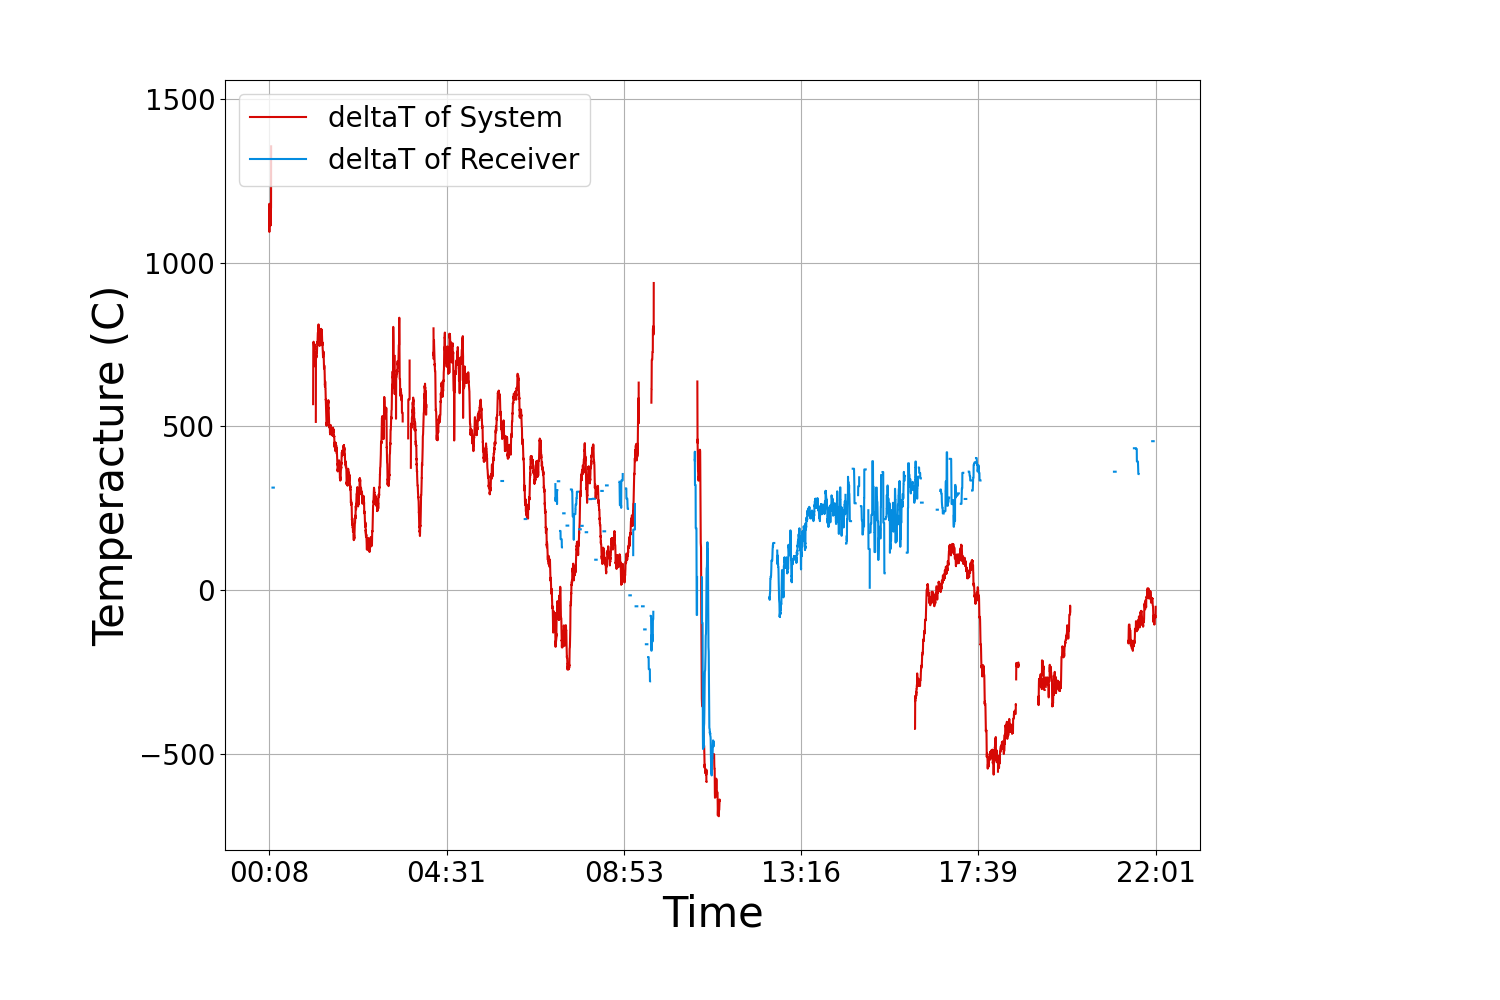 1500
1000
500
0
−500
deltaT of System
deltaT of Receiver
Temperacture (C)
00:08 04:31 08:53 13:16 17:39 22:01
Time